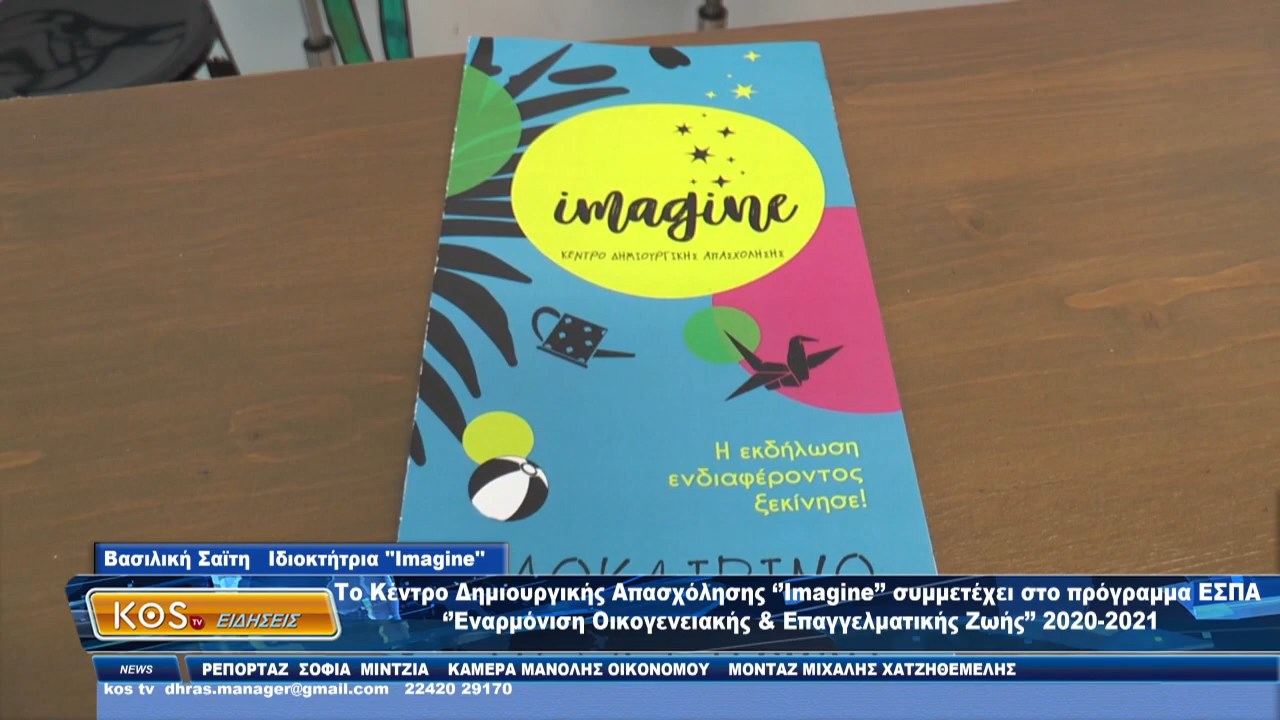 imagine
ΚΕΝΤΡΟ ΔΗΜΙΟΥΡΓΙΚΗΣ ΑΠΑΣΧΟΛΗΣΗΣ
Η εκδήλωση
ενδιαφέροντος
ξεκίνησε!
Βασιλική Σαϊτη Ιδιοκτήτρια "Imagine"
Το Κέντρο Δημιουργικής Απασχόλησης ‘’Imagine’’ συμμετέχει στο πρόγραμμα ΕΣΠΑ
‘’Εναρμόνιση Οικογενειακής & Επαγγελματικής Ζωής’’ 2020-2021
KOS TV ΕΙΔΗΣΕΙΣ
NEWS ΡΕΠΟΡΤΑΖ ΣΟΦΙΑ ΜΙΝΤΖΙΑ ΚΑΜΕΡΑ ΜΑΝΟΛΗΣ ΟΙΚΟΝΟΜΟΥ ΜΟΝΤΑΖ ΜΙΧΑΛΗΣ ΧΑΤΖΗΘΕΜΕΛΗΣ
kos tv dhras.manager@gmail.com 22420 29170